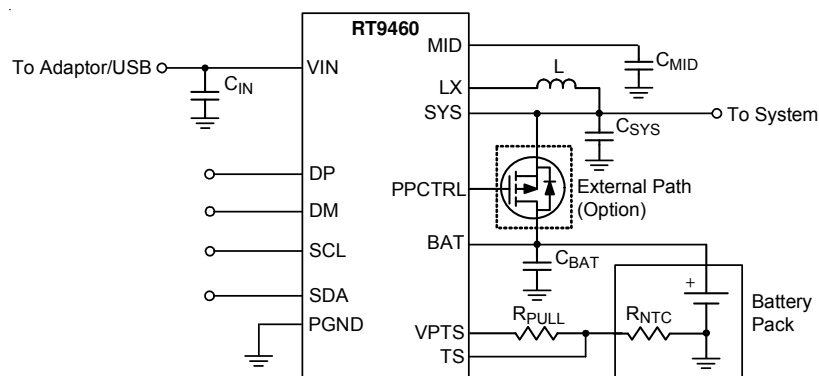 RT9460
MID
CMID
To Adaptor/USB
VIN
CIN
LX
L
SYS
CSYS
To System
DP
DM
PPCTRL
External Path
(Option)
SCL
BAT
CBAT
SDA
+
Battery
Pack
PGND
VPTS
RPULL
RNTC
TS